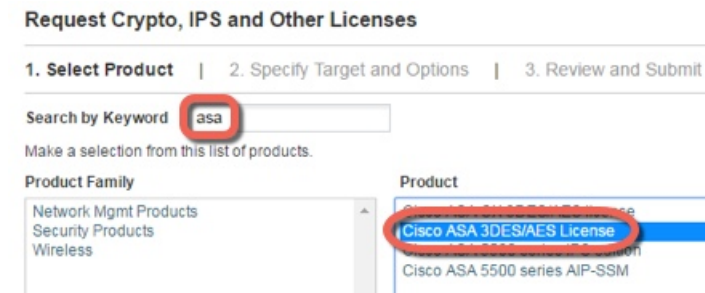 Request Crypto, IPS and Other Licenses
1. Select Product | 2. Specify Target and Options | 3. Review and Submit
Search by Keyword asa
Make a selection from this list of products.
Product Family Product
Network Mgmt Products
Security Products
Wireless
Cisco ASA 3DES/AES License
Cisco ASA 5500 series AIP-SSM